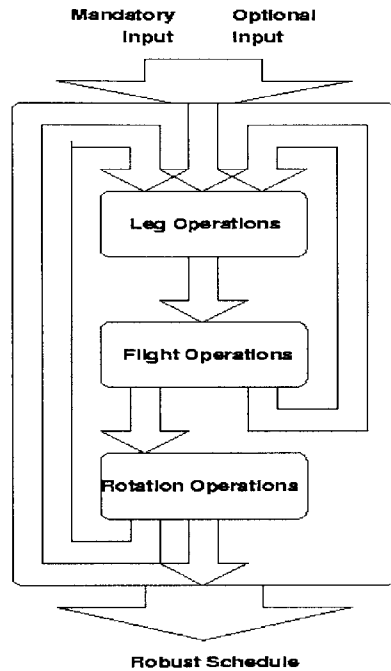 Mandatory Optional
Input Input
Leg Operations
Flight Operations
Rotation Operations
Robust Schedule